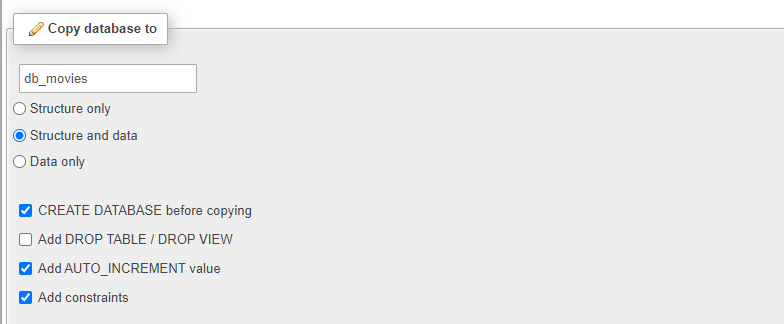 Copy database to
db_movies
Structure only
Structure and data
Data only
CREATE DATABASE before copying
Add DROP TABLE / DROP VIEW
Add AUTO_INCREMENT value
Add constraints